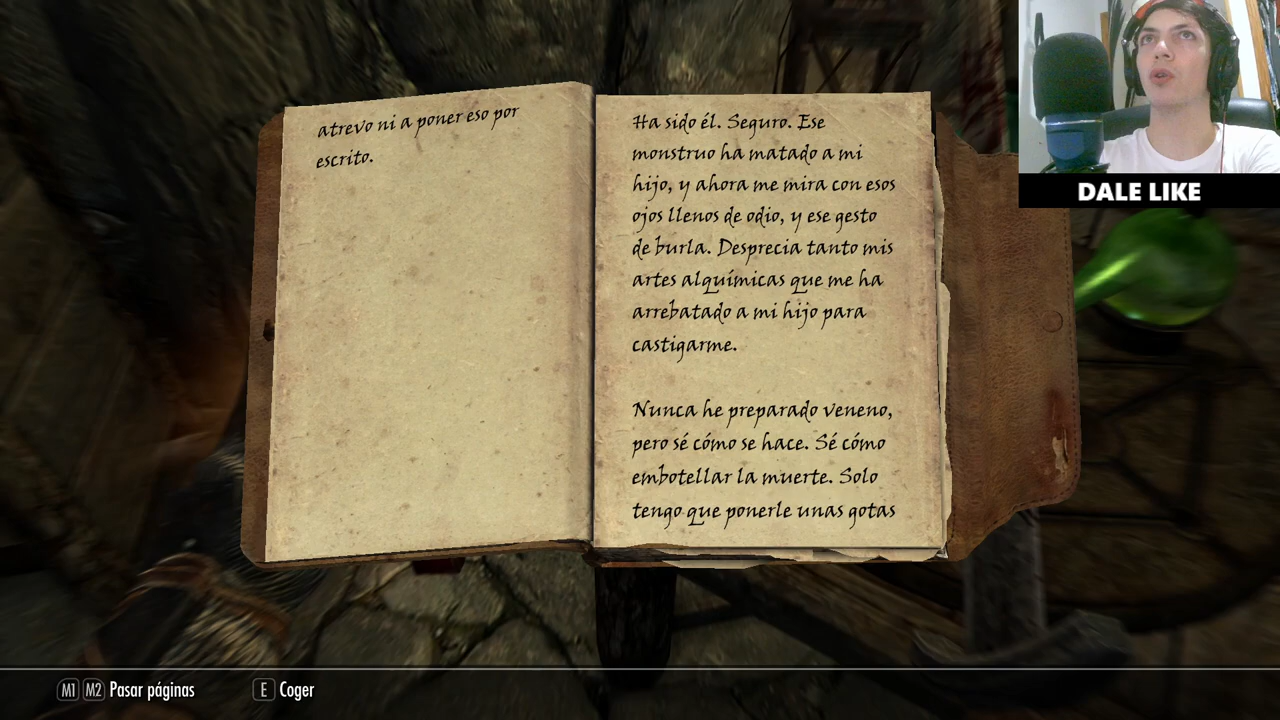 atrevo ni a poner eso por
escrito.
Ha sido él. Seguro. Ese
monstruo ha matado a mi
hijo, y ahora me mira con esos
ojos llenos de odio, y ese gesto
de burla. Desprecia tanto mis
artes alquímicas que me ha
arrebatado a mi hijo para
castigarme.
Nunca he preparado veneno,
pero sé cómo se hace. Sé cómo
embotellar la muerte. Solo
tengo que ponerle unas gotas
DALE LIKE
M1 M2 Pasar páginas
E Coger